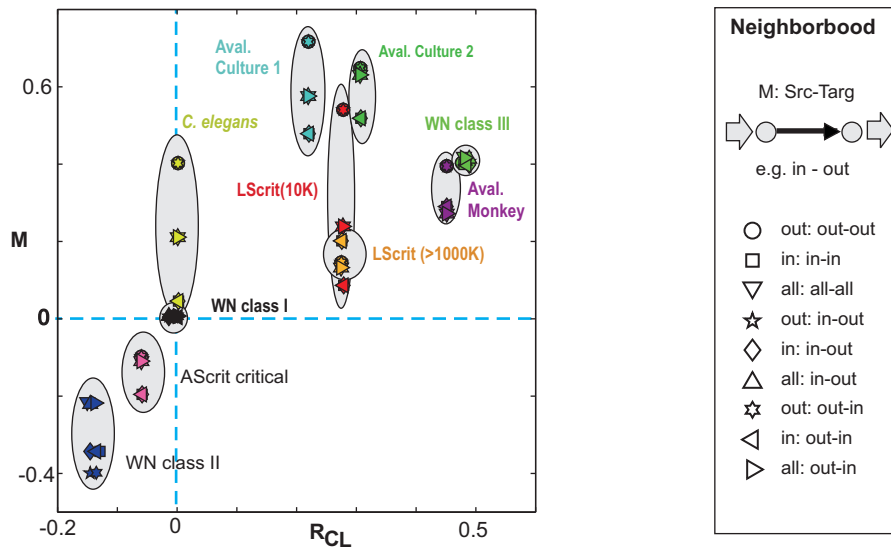 Aval.
Culture 1
Aval. Culture 2
0.6
C. elegans
WN class III
LScrit(10K)
Aval.
Monkey
M
LScrit (>1000K)
WN class I
0
AScrit critical
WN class II
-0.4
-0.2
0
R_CL
0.5
Neighborbood
M: Src-Targ
e.g. in - out
out: out-out
in: in-in
all: all-all
out: in-out
in: in-out
all: in-out
out: out-in
in: out-in
all: out-in